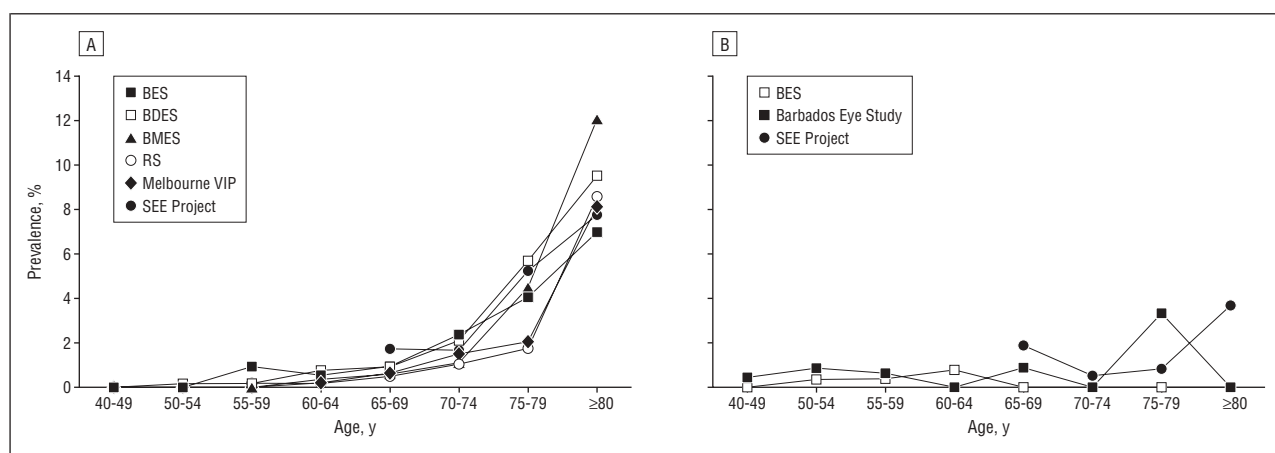 A
14
12
10
8
6
4
2
0
Prevalence, %
BES
BDES
BMES
RS
Melbourne VIP
SEE Project
40-49 50-54 55-59 60-64 65-69 70-74 75-79 ≥80
Age, y
B
BES
Barbados Eye Study
SEE Project
40-49 50-54 55-59 60-64 65-69 70-74 75-79 ≥80
Age, y